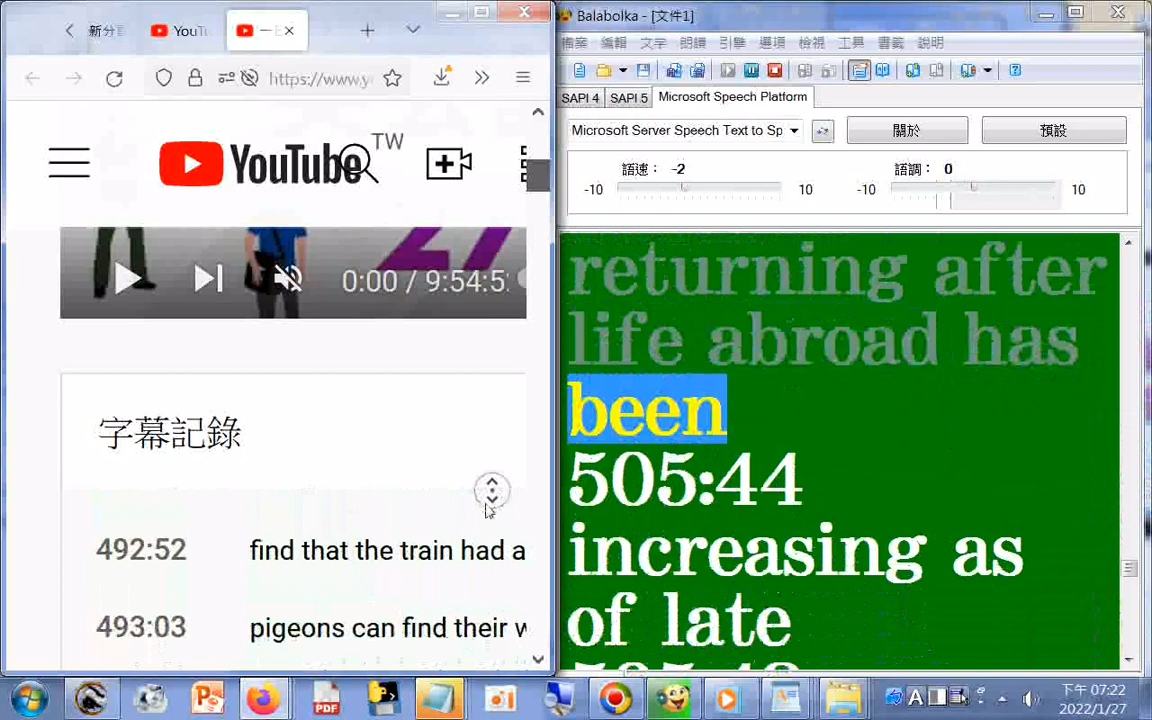 新分
YouT
一 E
https://www.y
YouTube
TW
27
0:00 / 9:54:5
字幕記錄
492:52
find that the train had a
493:03
pigeons can find their w
Balabolka - [文件1]
檔案 編輯 文字 朗讀 引擎 選項 檢視 工具 書籤 說明
SAPI 4 SAPI 5 Microsoft Speech Platform
Microsoft Server Speech Text to Sp
關於
預設
語速： -2
語調： 0
-10
10
-10
10
returning after
life abroad has
been
505:44
increasing as
of late
PDF
A
下午 07:22
2022/1/27